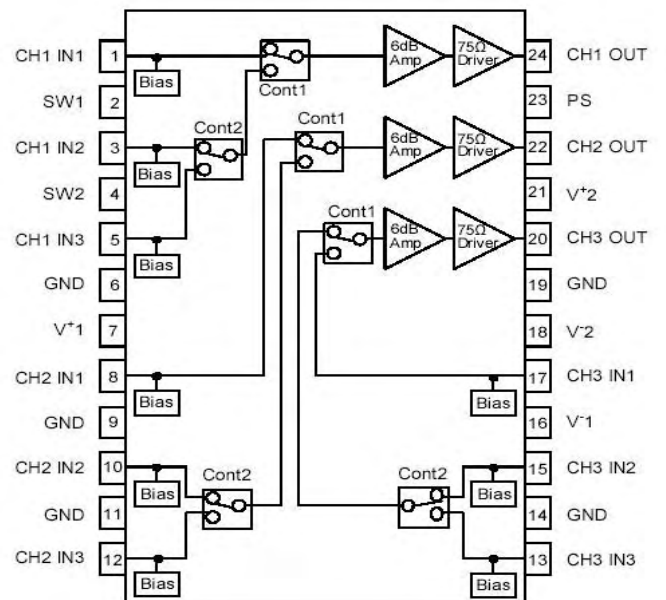 CH1 IN1
1
Bias
Cont1
6dB
Amp
75Ω
Driver
24
CH1 OUT
SW1
2
23
PS
CH1 IN2
3
Bias
Cont2
Cont1
6dB
Amp
75Ω
Driver
22
CH2 OUT
SW2
4
21
V+2
CH1 IN3
5
Bias
Cont1
6dB
Amp
75Ω
Driver
20
CH3 OUT
GND
6
19
GND
V+1
7
18
V-2
CH2 IN1
8
Bias
17
CH3 IN1
Bias
GND
9
16
V-1
CH2 IN2
10
Bias
Cont2
Cont2
Bias
15
CH3 IN2
GND
11
14
GND
CH2 IN3
12
Bias
Bias
13
CH3 IN3